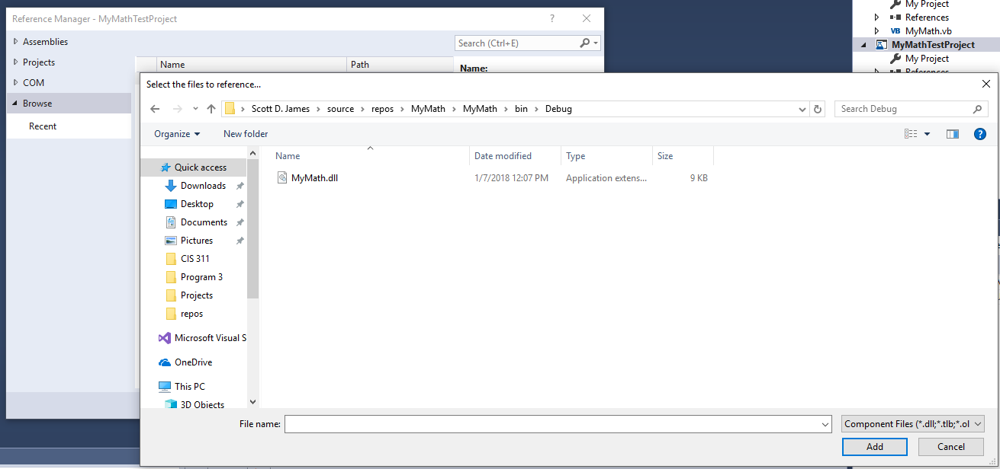 Reference Manager - MyMathTestProject ?
Assemblies
Projects
COM
Browse
Recent
Search (Ctrl+E)
Name Path
Name:
My Project
References
VB MyMath.vb
MyMathTestProject
My Project
References
Select the files to reference...
Scott D. James > source > repos > MyMath > MyMath > bin > Debug
Search Debug
Organize New folder
?
Name Date modified Type Size
MyMath.dll 1/7/2018 12:07 PM Application extens... 9 KB
Quick access
Downloads
Desktop
Documents
Pictures
CIS 311
Program 3
Projects
repos
Microsoft Visual S
OneDrive
This PC
3D Objects
File name:
Component Files (*.dll;*.tlb;*.ol
Add Cancel